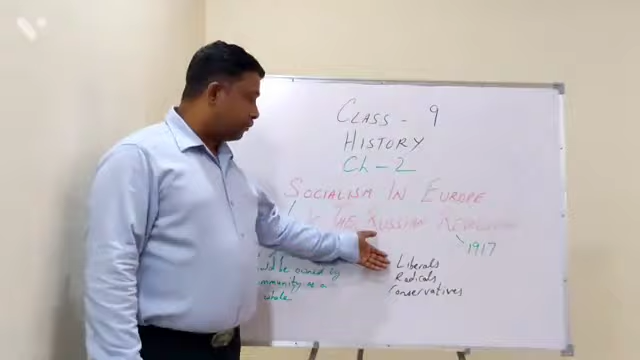 CLASS - 9
HISTORY
Ch - 2
SOCIALISM IN EUROPE
& THE RUSSIAN REVOLUTION
1917
be owned by
as a
whole
Liberals
Radicals
Conservatives